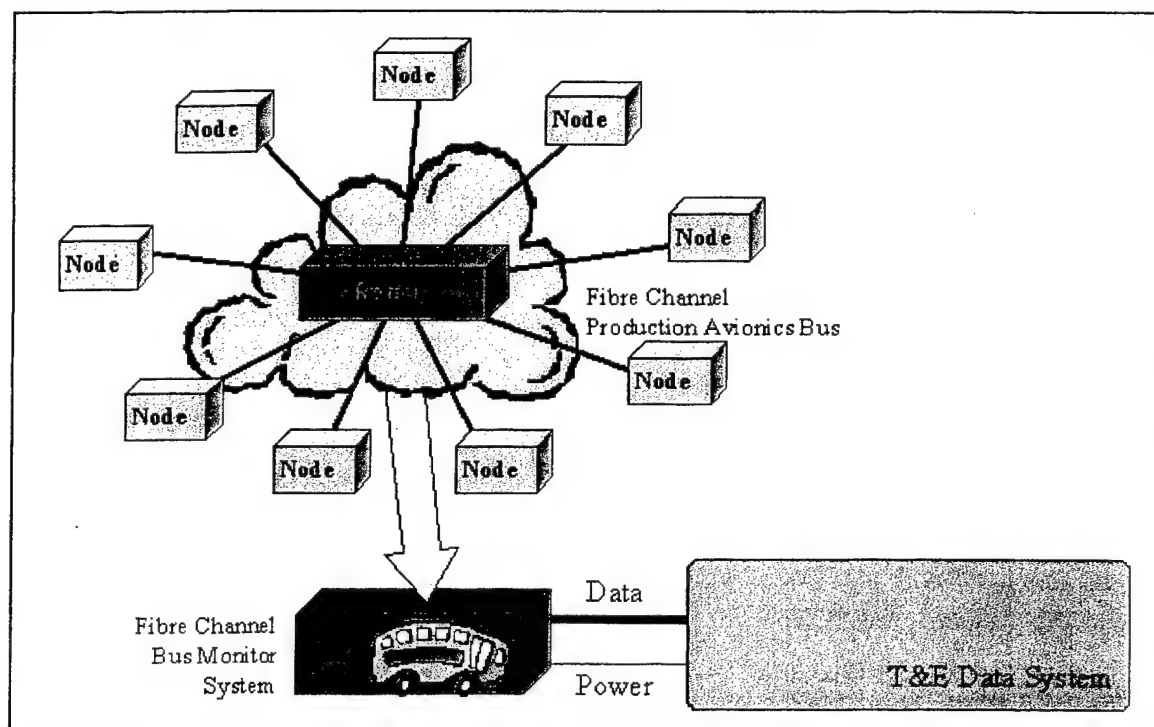 Node
Node
Node
Node
Node
Fibre Channel
Production Avionics Bus
Node
Node
Node
Node
Fibre Channel
Bus Monitor
System
Data
Power
T&E Data System